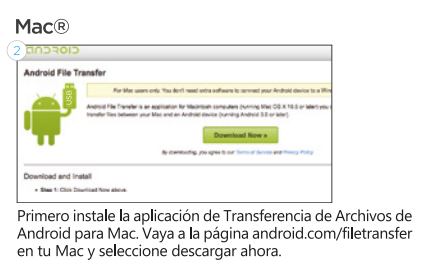 Mac®
2
android
Android File Transfer
USB
For Mac users only. You don't need extra software to connect your Android device to a Win
Android File Transfer is an application for Macintosh computers (running Mac OS X 10.5 or later) you
transfer files between your Mac and an Android device (running Android 3.0 or later).
Download Now »
By downloading, you agree to our Terms of Service and Privacy Policy
Download and Install
• Step 1: Click Download Now above.
Primero instale la aplicación de Transferencia de Archivos de
Android para Mac. Vaya a la página android.com/filetransfer
en tu Mac y seleccione descargar ahora.